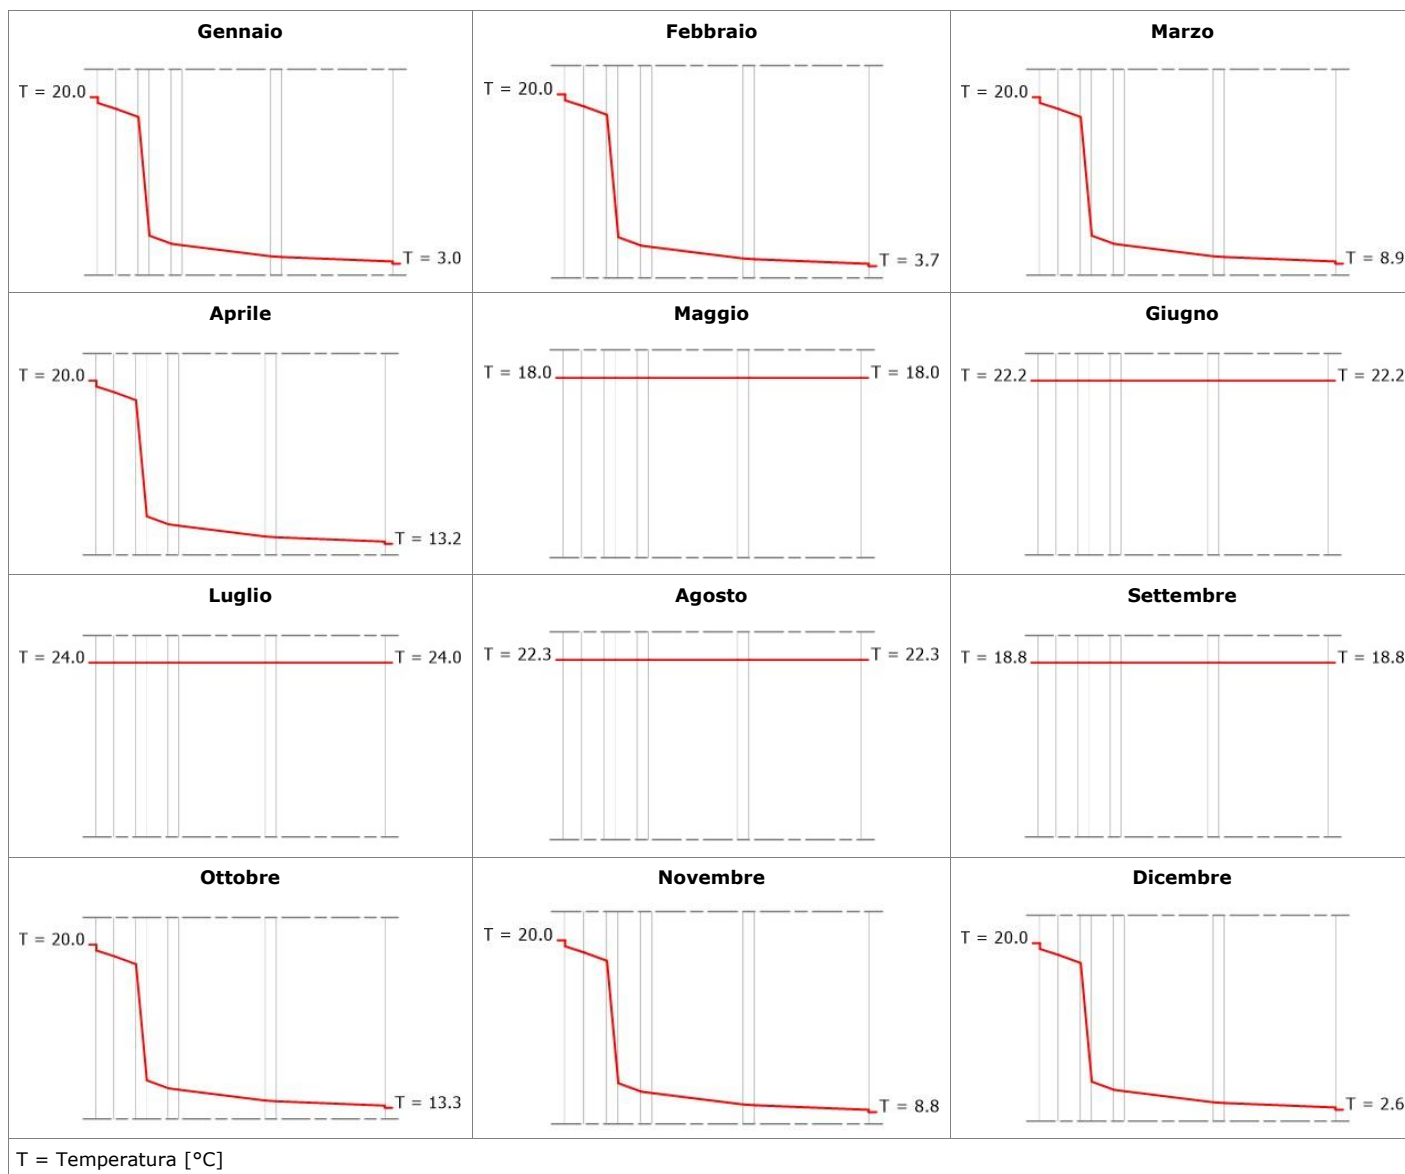 Gennaio
T = 20.0
T = 3.0
Febbraio
T = 20.0
T = 3.7
Marzo
T = 20.0
T = 8.9
Aprile
T = 20.0
T = 13.2
Maggio
T = 18.0
T = 18.0
Giugno
T = 22.2
T = 22.2
Luglio
T = 24.0
T = 24.0
Agosto
T = 22.3
T = 22.3
Settembre
T = 18.8
T = 18.8
Ottobre
T = 20.0
T = 13.3
Novembre
T = 20.0
T = 8.8
Dicembre
T = 20.0
T = 2.6
T = Temperatura [°C]